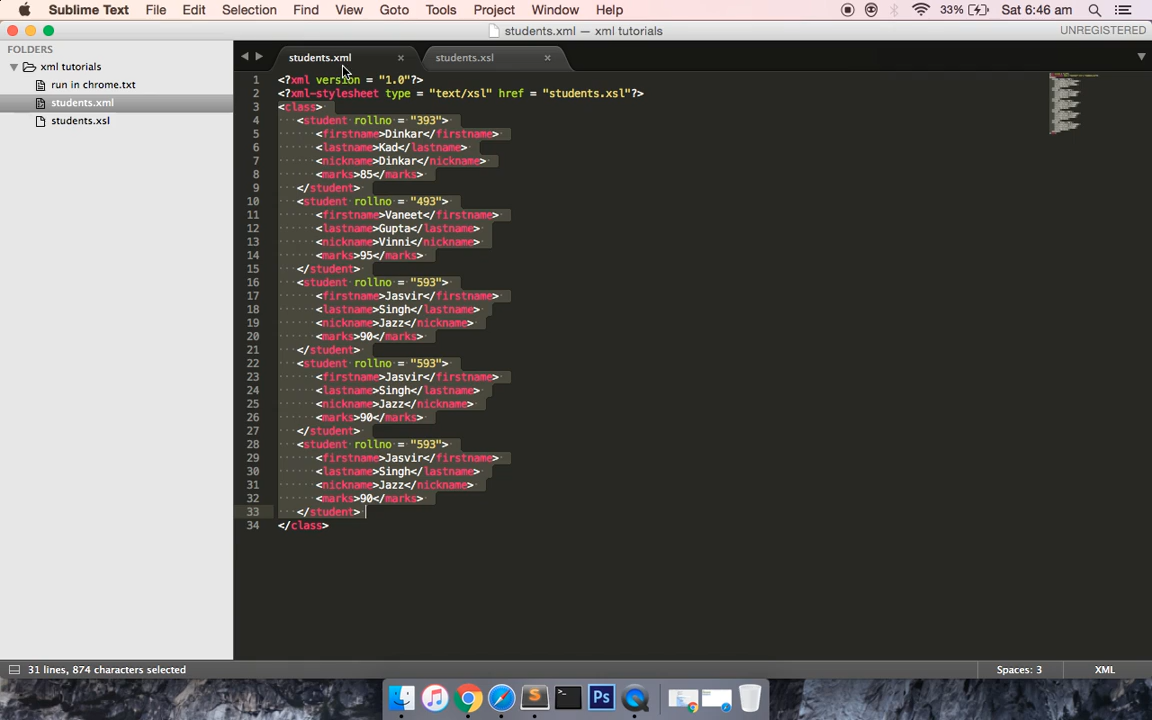 Sublime Text File Edit Selection Find View Goto Tools Project Window Help 33% Sat 6:46 am
students.xml — xml tutorials UNREGISTERED
FOLDERS
xml tutorials
run in chrome.txt
students.xml
students.xsl
students.xml × students.xsl ×
1 <?xml version = "1.0"?>
2 <?xml-stylesheet type = "text/xsl" href = "students.xsl"?>
3 <class>
4 <student rollno = "393">
5 <firstname>Dinkar</firstname>
6 <lastname>Kad</lastname>
7 <nickname>Dinkar</nickname>
8 <marks>85</marks>
9 </student>
10 <student rollno = "493">
11 <firstname>Vaneet</firstname>
12 <lastname>Gupta</lastname>
13 <nickname>Vinni</nickname>
14 <marks>95</marks>
15 </student>
16 <student rollno = "593">
17 <firstname>Jasvir</firstname>
18 <lastname>Singh</lastname>
19 <nickname>Jazz</nickname>
20 <marks>90</marks>
21 </student>
22 <student rollno = "593">
23 <firstname>Jasvir</firstname>
24 <lastname>Singh</lastname>
25 <nickname>Jazz</nickname>
26 <marks>90</marks>
27 </student>
28 <student rollno = "593">
29 <firstname>Jasvir</firstname>
30 <lastname>Singh</lastname>
31 <nickname>Jazz</nickname>
32 <marks>90</marks>
33 </student>
34 </class>
31 lines, 874 characters selected Spaces: 3 XML
Ps